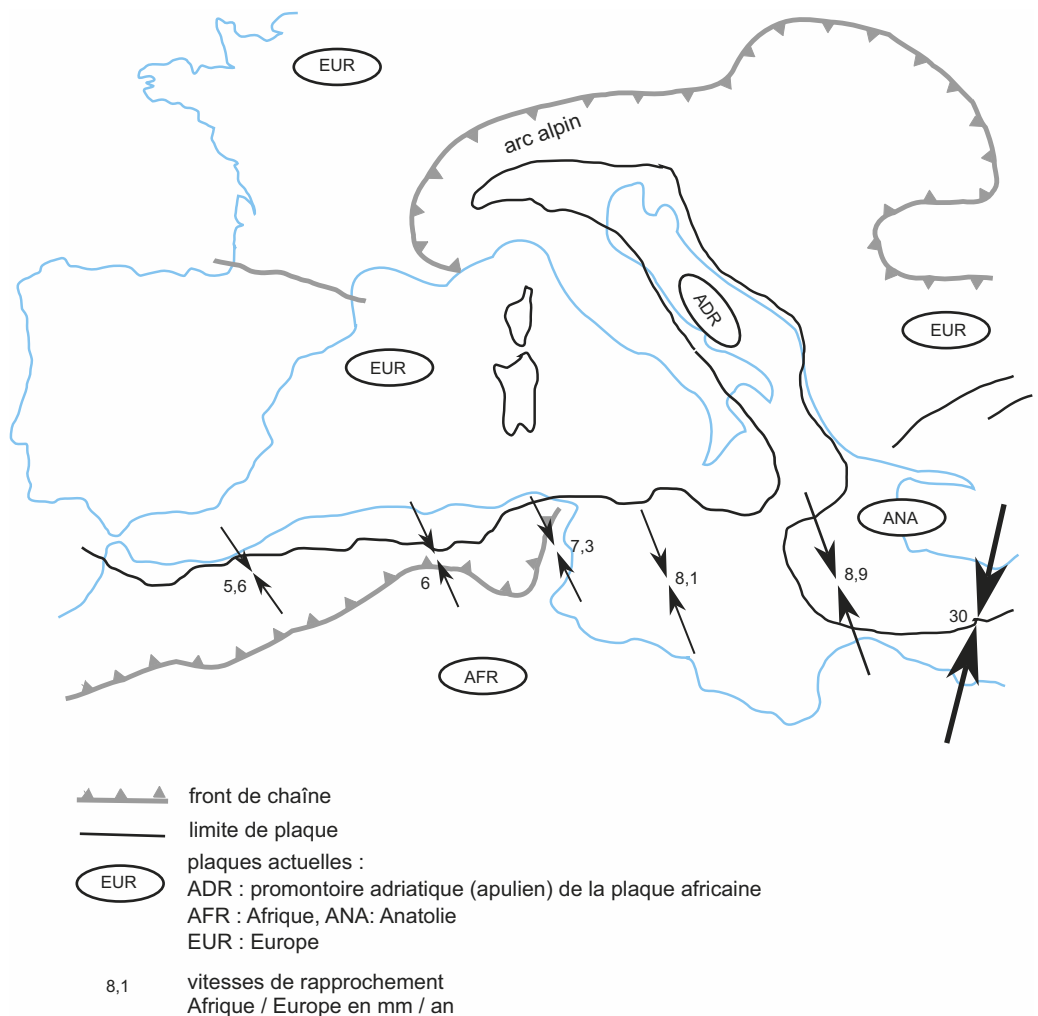 EUR
arc alpin
ADR
EUR
EUR
ANA
7,3
5,6
6
8,1
8,9
30
AFR
front de chaîne
limite de plaque
EUR
plaques actuelles :
ADR : promontoire adriatique (apulien) de la plaque africaine
AFR : Afrique, ANA: Anatolie
EUR : Europe
8,1
vitesses de rapprochement
Afrique / Europe en mm / an